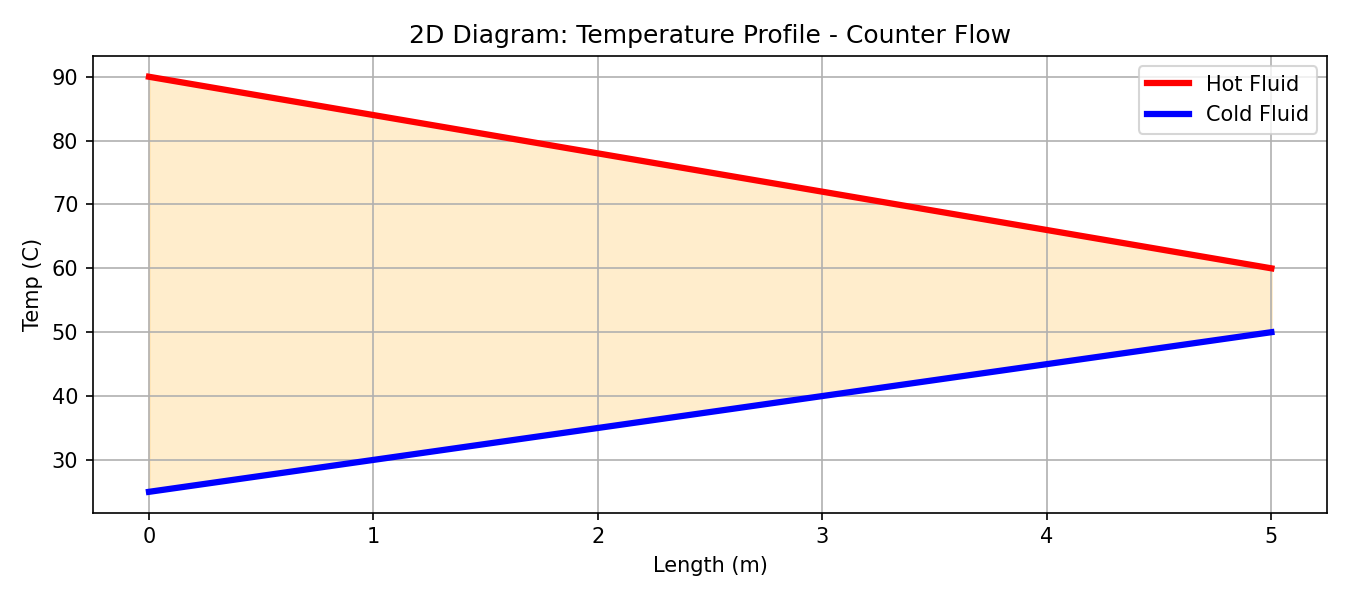 2D Diagram: Temperature Profile - Counter Flow
Hot Fluid
Cold Fluid
Temp (C)
90
80
70
60
50
40
30
0 1 2 3 4 5
Length (m)